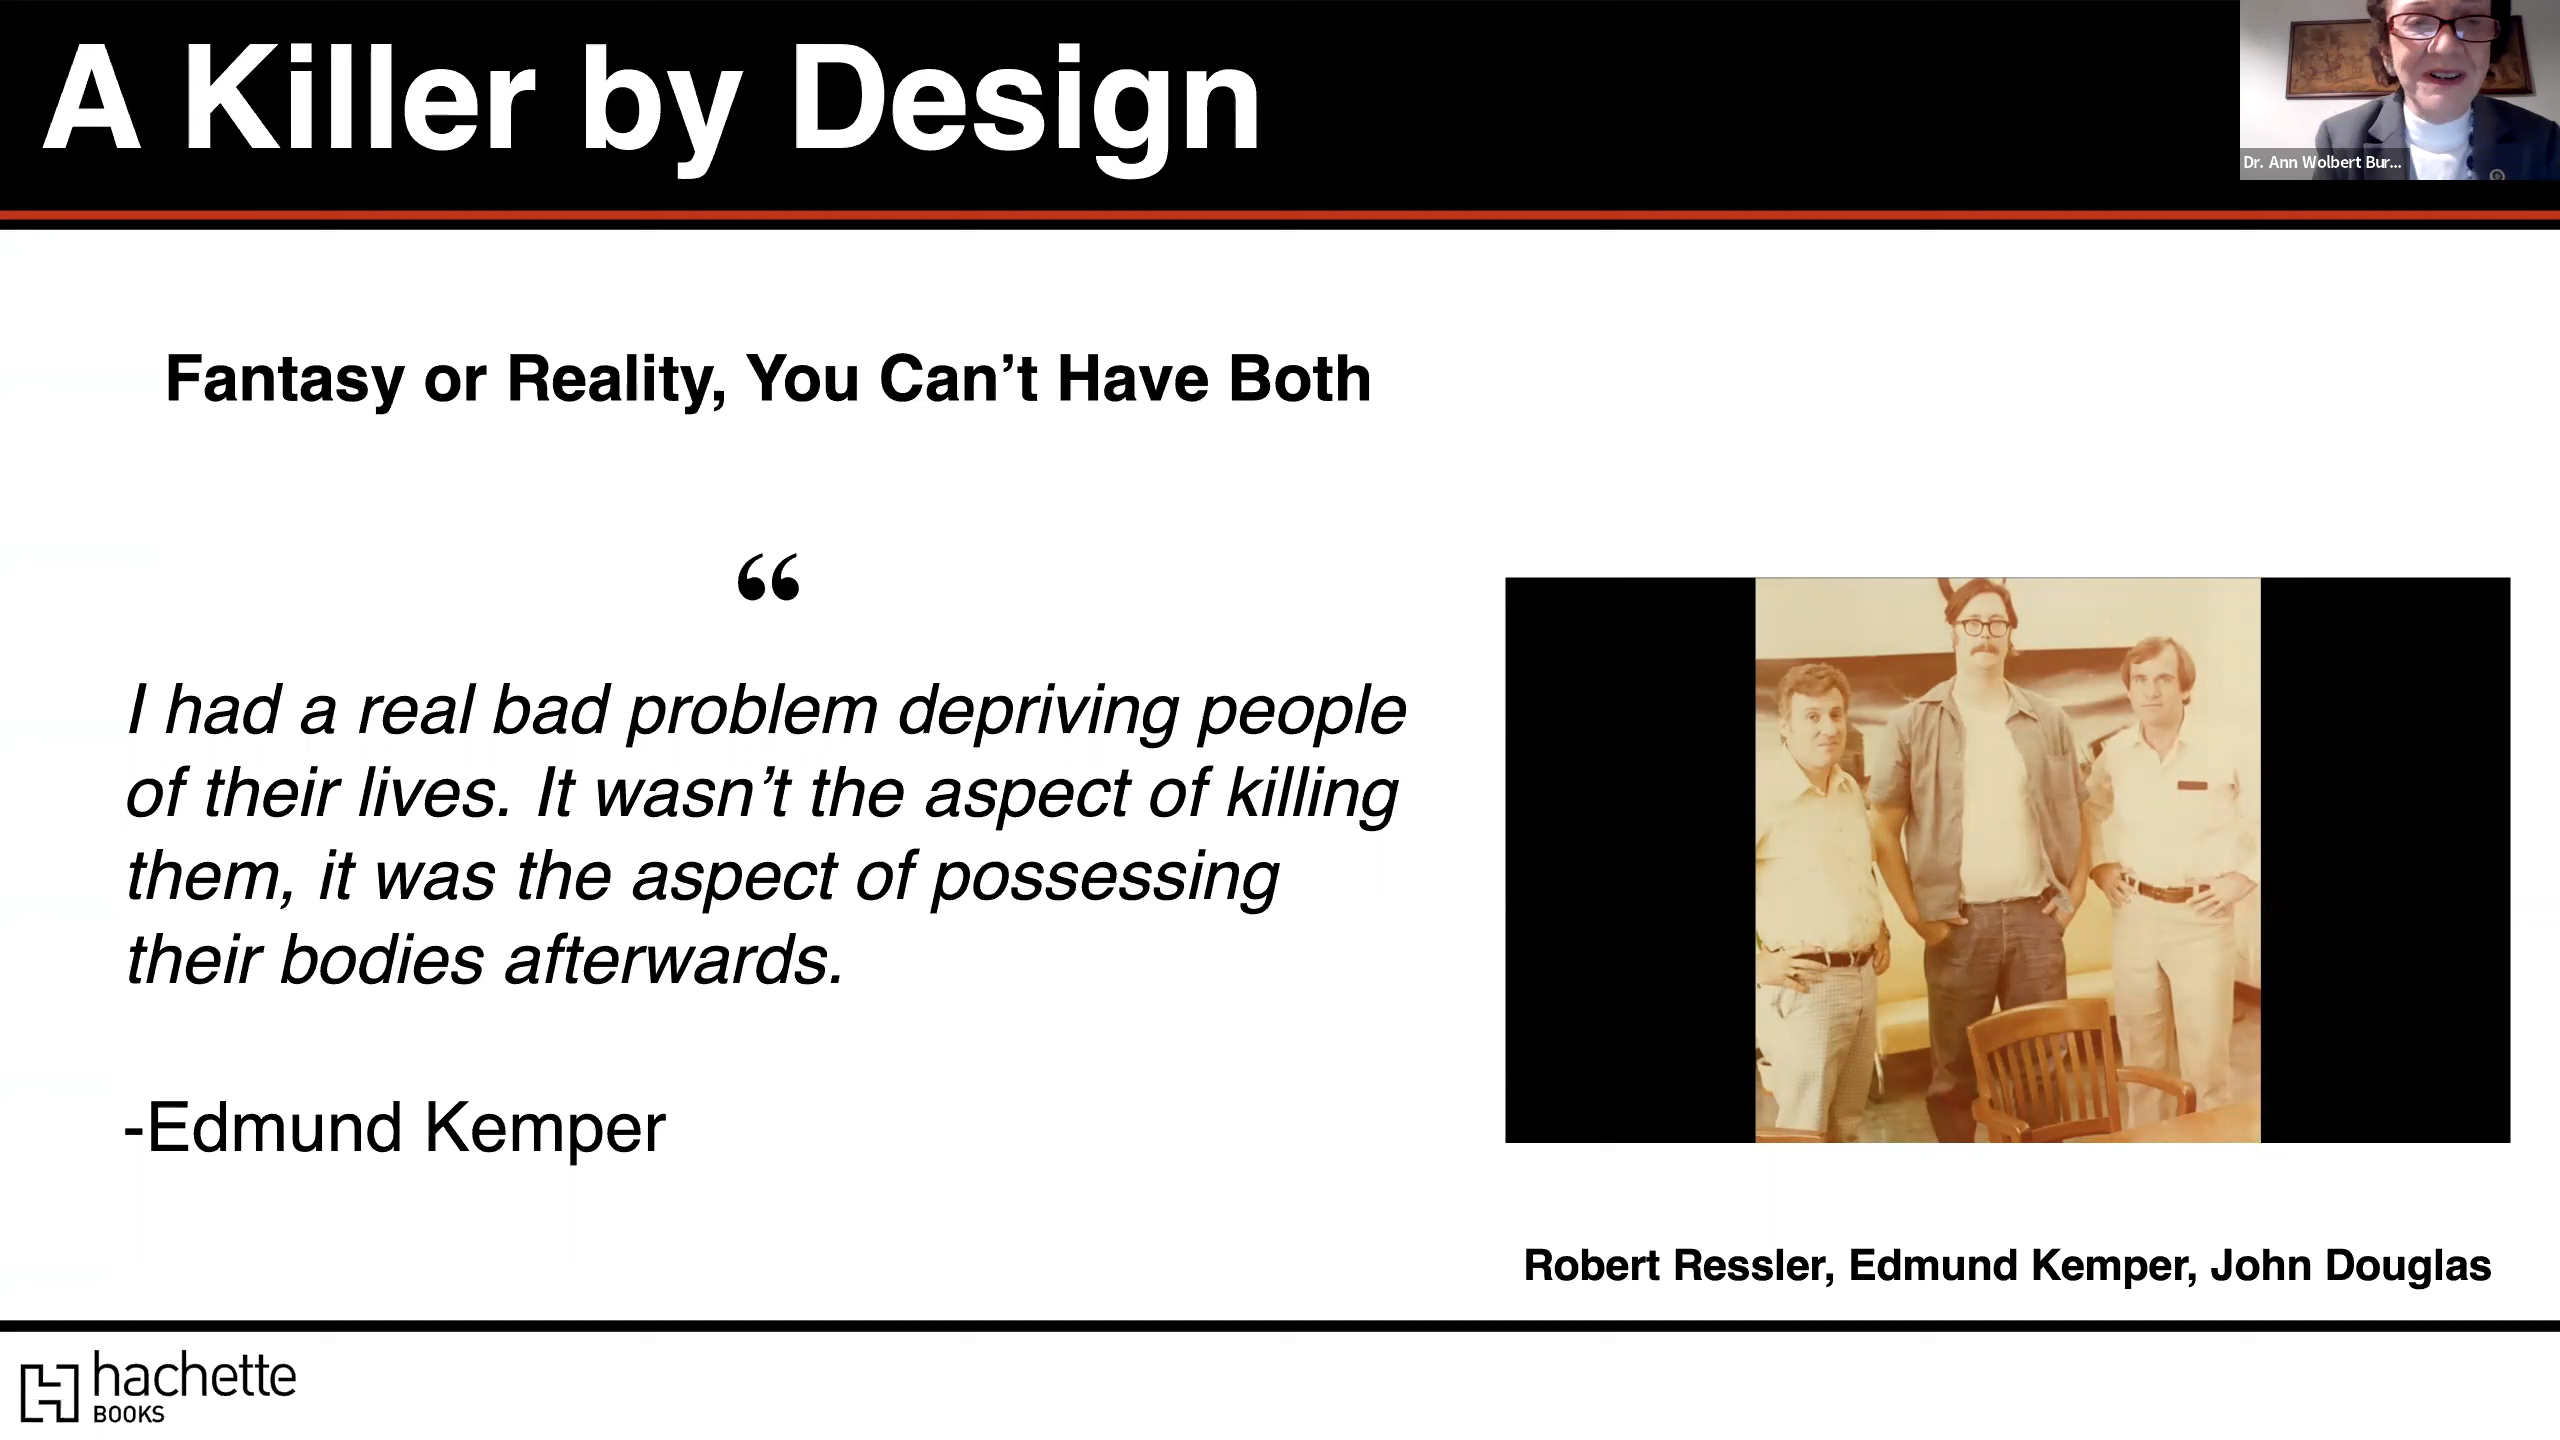 A Killer by Design
Dr. Ann Wolbert Bur...
Fantasy or Reality, You Can’t Have Both
“
I had a real bad problem depriving people
of their lives. It wasn’t the aspect of killing
them, it was the aspect of possessing
their bodies afterwards.
-Edmund Kemper
Robert Ressler, Edmund Kemper, John Douglas
hachette
BOOKS